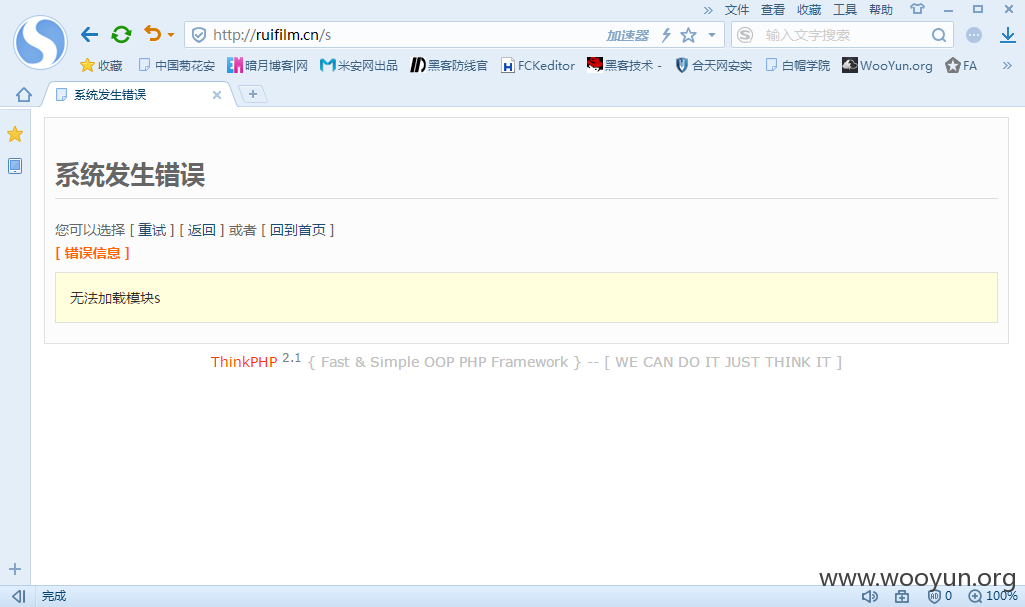 » 文件 查看 收藏 工具 帮助
http://ruifilm.cn/s 加速器 输入文字搜索
收藏 中国菊花安 暗月博客|网 米安网出品 黑客防线官 FCKeditor 黑客技术 - 合天网安实 白帽学院 WooYun.org FA »
系统发生错误
系统发生错误
您可以选择 [ 重试 ] [ 返回 ] 或者 [ 回到首页 ]
[ 错误信息 ]
无法加载模块s
ThinkPHP 2.1 { Fast & Simple OOP PHP Framework } -- [ WE CAN DO IT JUST THINK IT ]
www.wooyun.org
完成 0 100%